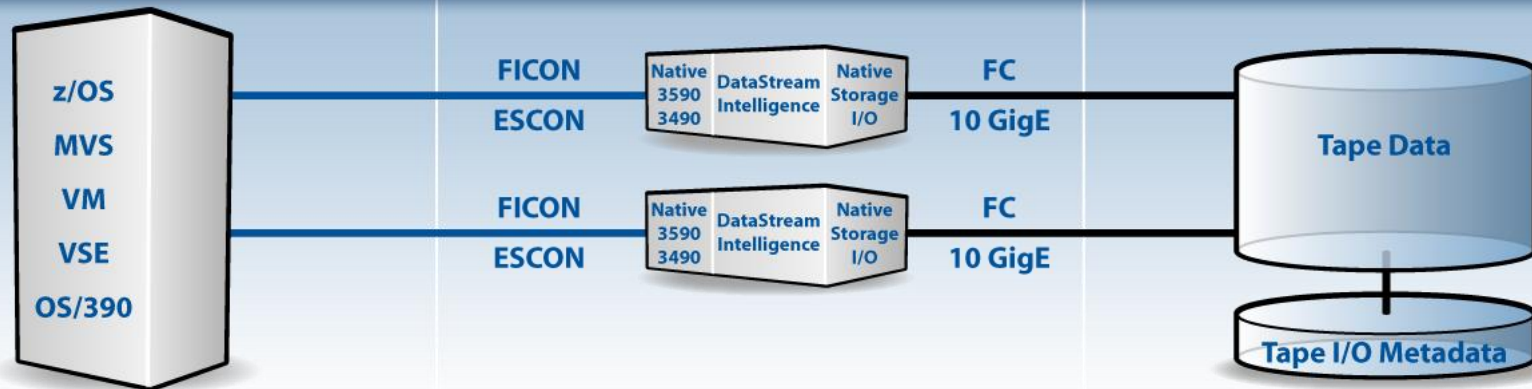 z/OS
MVS
VM
VSE
OS/390
FICON
ESCON
Native
3590
3490
DataStream
Intelligence
Native
Storage
I/O
FC
10 GigE
FICON
ESCON
Native
3590
3490
DataStream
Intelligence
Native
Storage
I/O
FC
10 GigE
Tape Data
Tape I/O Metadata